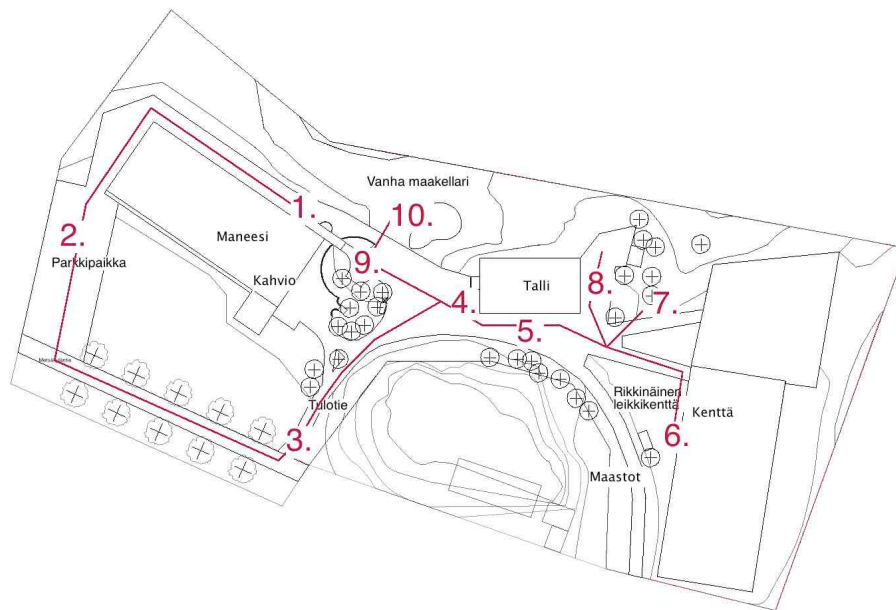 Vanha maakellari
1.
10.
2.
Maneesi
Parkkipaikka
9.
Kahvio
8.
Talli
7.
4.
5.
Rikkinäinen
leikkikenttä
Kenttä
Tulotie
3.
6.
Maastot